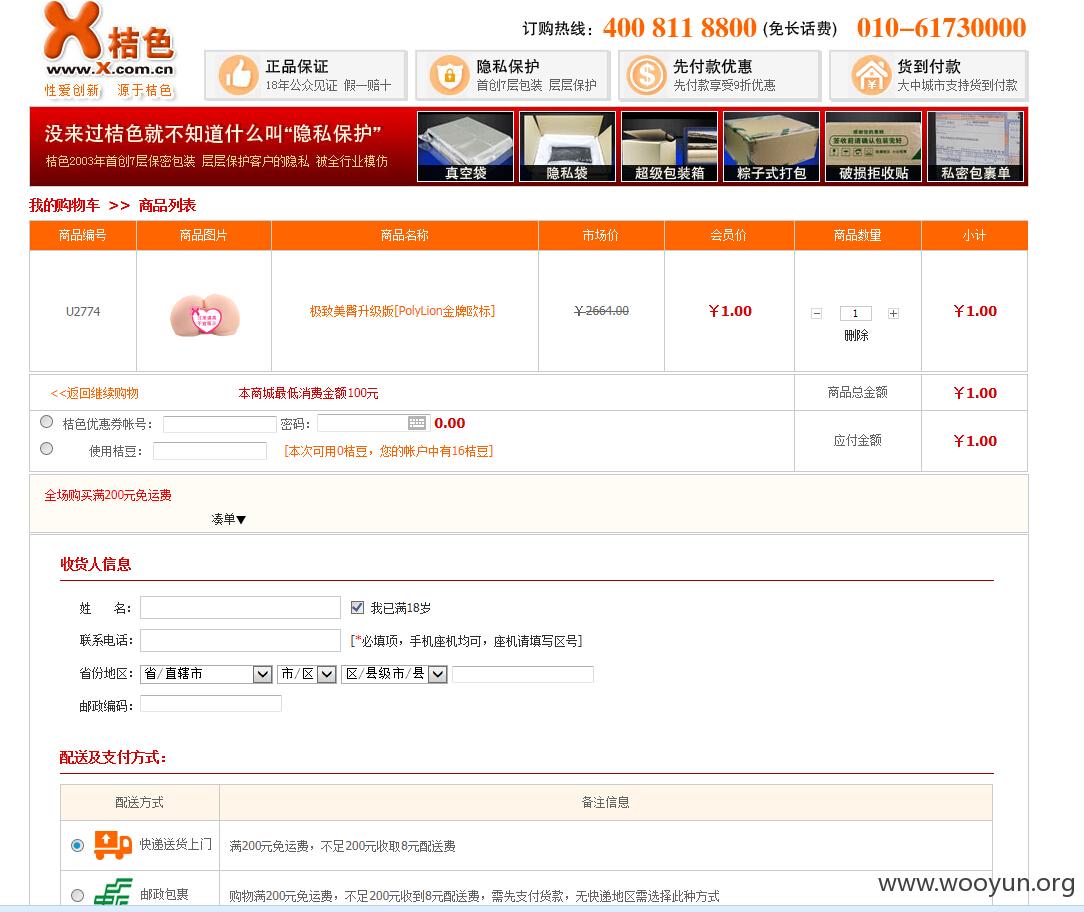 桔色
www.X.com.cn
性爱创新 源于桔色
订购热线: 400 811 8800 (免长话费) 010-61730000
正品保证
18年公众见证 假一赔十
隐私保护
首创7层包装 层层保护
先付款优惠
先付款享受9折优惠
货到付款
大中城市支持货到付款
没来过桔色就不知道什么叫“隐私保护”
桔色2003年首创7层保密包装 层层保护客户的隐私 被全行业模仿
真空袋
隐私袋
超级包装箱
粽子式打包
破损拒收贴
私密包裹单
我的购物车 >> 商品列表
商品编号 商品图片 商品名称 市场价 会员价 商品数量 小计
U2774 极致美臀升级版[PolyLion金牌欧标] ￥2664.00 ￥1.00 1 ￥1.00
删除
<<返回继续购物 本商城最低消费金额100元 商品总金额 ￥1.00
桔色优惠券帐号: 密码: 0.00
应付金额 ￥1.00
使用桔豆: [本次可用0桔豆，您的帐户中有16桔豆]
全场购买满200元免运费
凑单▼
收货人信息
姓 名: 我已满18岁
联系电话: [*必填项，手机座机均可，座机请填写区号]
省份地区: 省/直辖市 市/区 区/县级市/县
邮政编码:
配送及支付方式:
配送方式 备注信息
快递送货上门 满200元免运费，不足200元收取8元配送费
邮政包裹 购物满200元免运费，不足200元收到8元配送费，需先支付货款，无快递地区需选择此种方式
www.wooyun.org